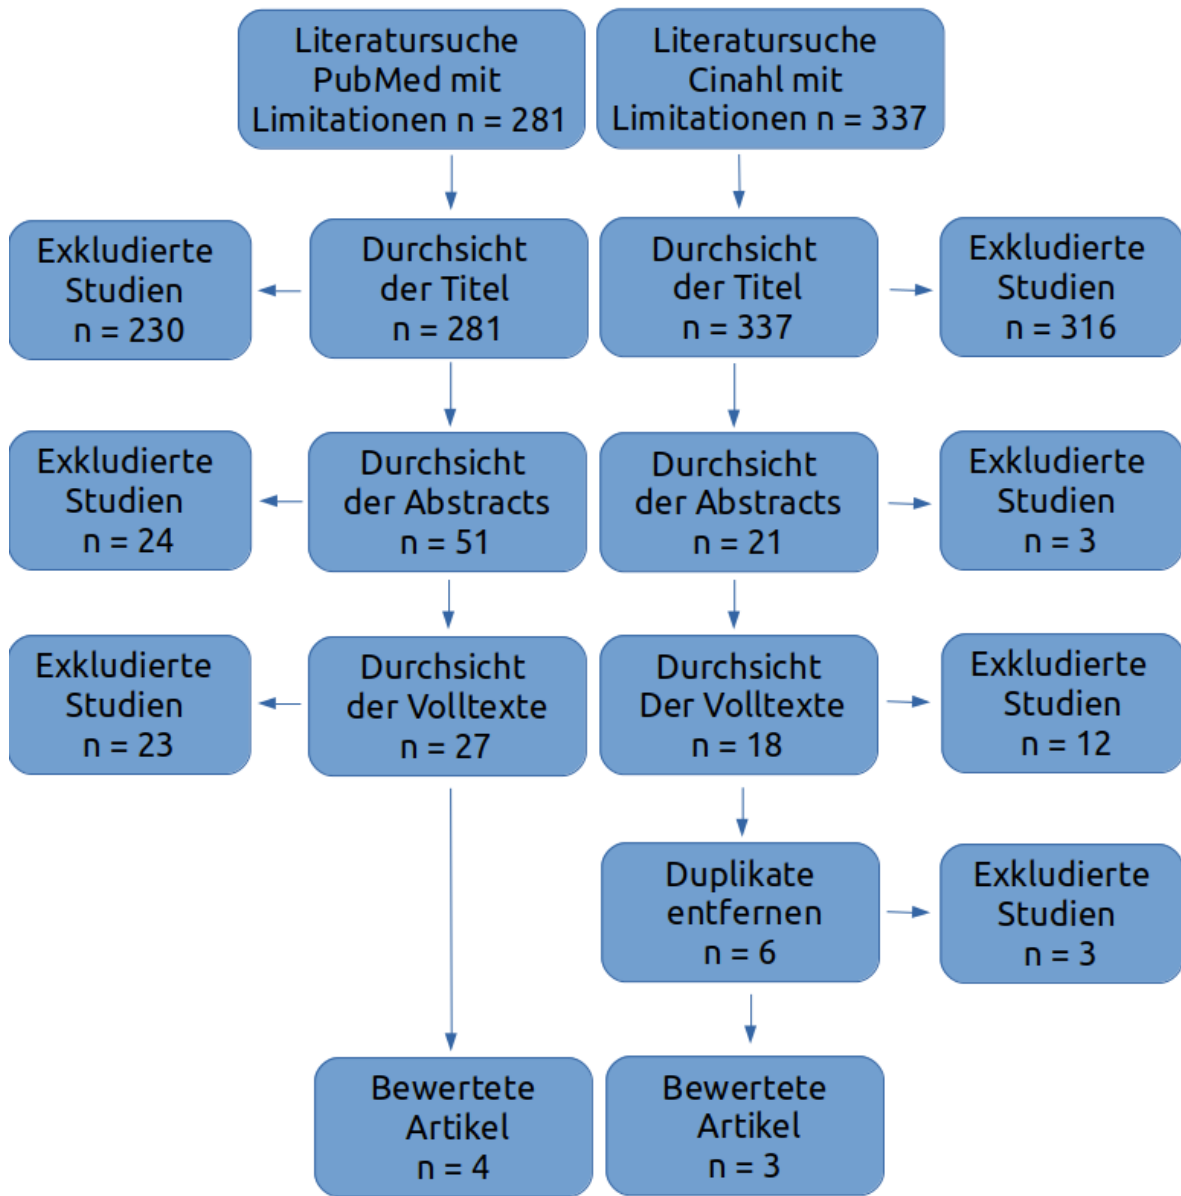 Literatursuche
PubMed mit
Limitationen n = 281
Literatursuche
Cinahl mit
Limitationen n = 337
Exkludierte
Studien
n = 230
Durchsicht
der Titel
n = 281
Durchsicht
der Titel
n = 337
Exkludierte
Studien
n = 316
Exkludierte
Studien
n = 24
Durchsicht
der Abstracts
n = 51
Durchsicht
der Abstracts
n = 21
Exkludierte
Studien
n = 3
Exkludierte
Studien
n = 23
Durchsicht
der Volltexte
n = 27
Durchsicht
Der Volltexte
n = 18
Exkludierte
Studien
n = 12
Duplikate
entfernen
n = 6
Exkludierte
Studien
n = 3
Bewertete
Artikel
n = 4
Bewertete
Artikel
n = 3